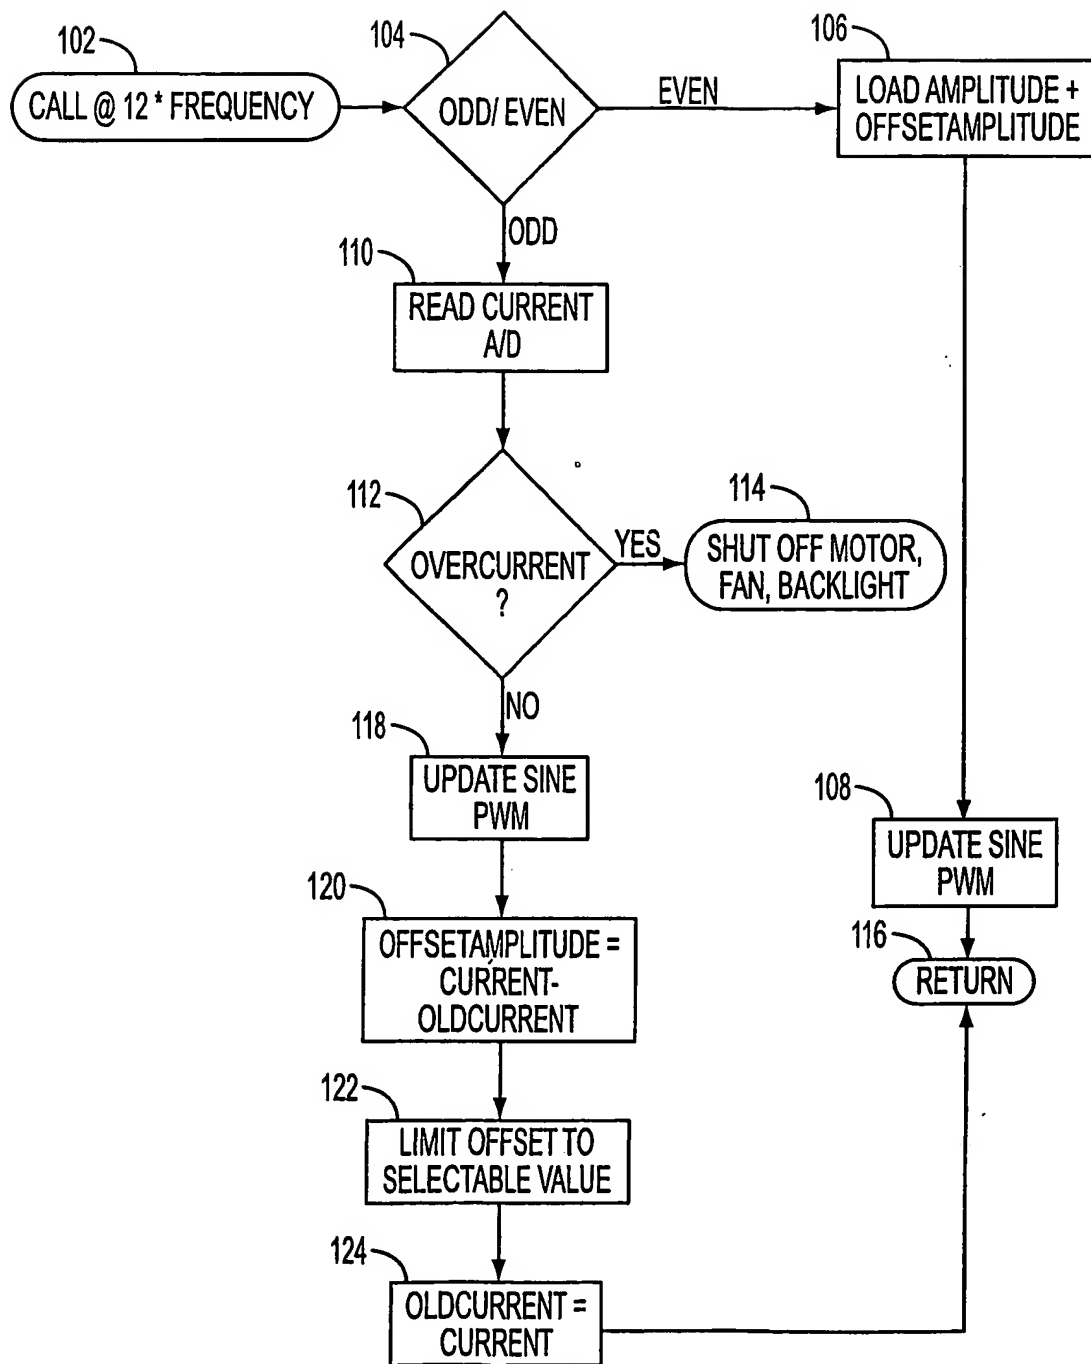 102
CALL @ 12 * FREQUENCY
104
ODD/ EVEN
EVEN
106
LOAD AMPLITUDE +
OFFSETAMPLITUDE
ODD
110
READ CURRENT
A/D
112
OVERCURRENT
?
YES
114
SHUT OFF MOTOR,
FAN, BACKLIGHT
NO
118
UPDATE SINE
PWM
108
UPDATE SINE
PWM
120
OFFSETAMPLITUDE =
CURRENT-
OLDCURRENT
116
RETURN
122
LIMIT OFFSET TO
SELECTABLE VALUE
124
OLDCURRENT =
CURRENT